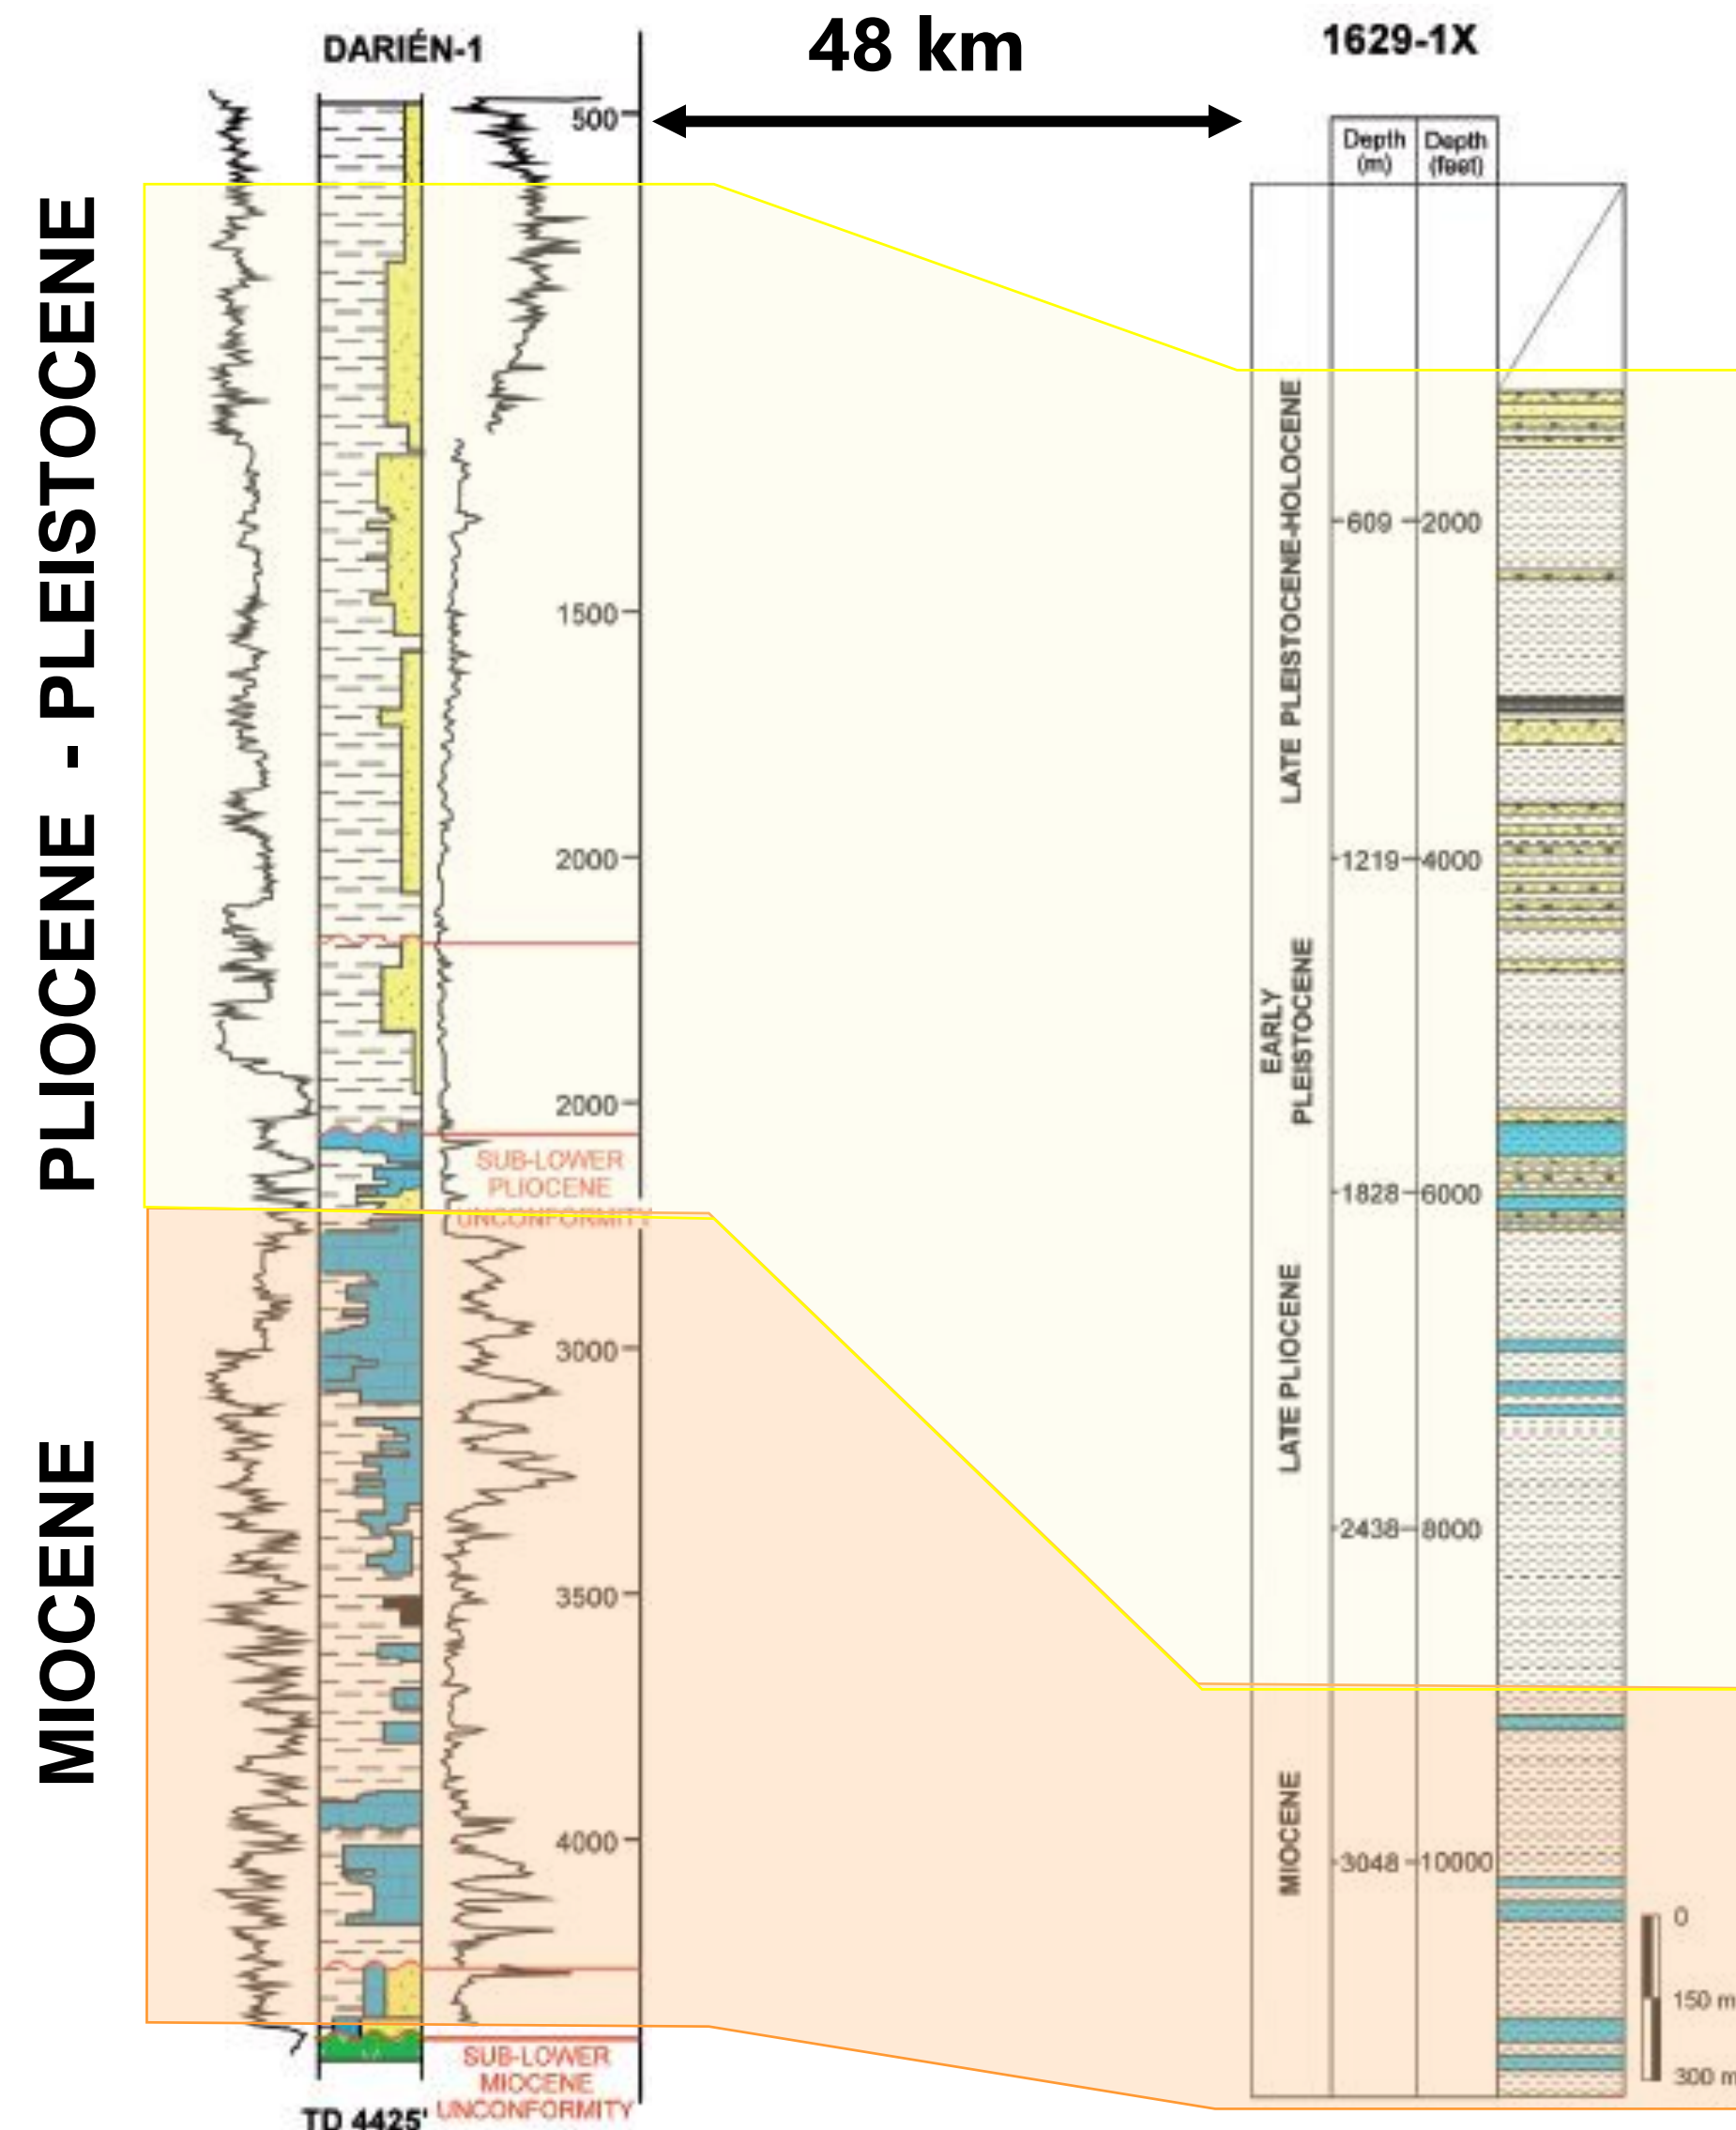 DARIÉN-1
48 km
1629-1X
PLIOCENE - PLEISTOCENE
MIOCENE
500
1500
2000
2000
SUB-LOWER
PLIOCENE
UNCONFORMITY
3000
3500
4000
SUB-LOWER
MIOCENE
UNCONFORMITY
TD 4425'
Depth
(m)
Depth
(feet)
LATE PLEISTOCENE-HOLOCENE
EARLY
PLEISTOCENE
LATE PLIOCENE
MIOCENE
609 2000
1219 4000
1828 6000
2438 8000
3048 10000
0
150 m
300 m